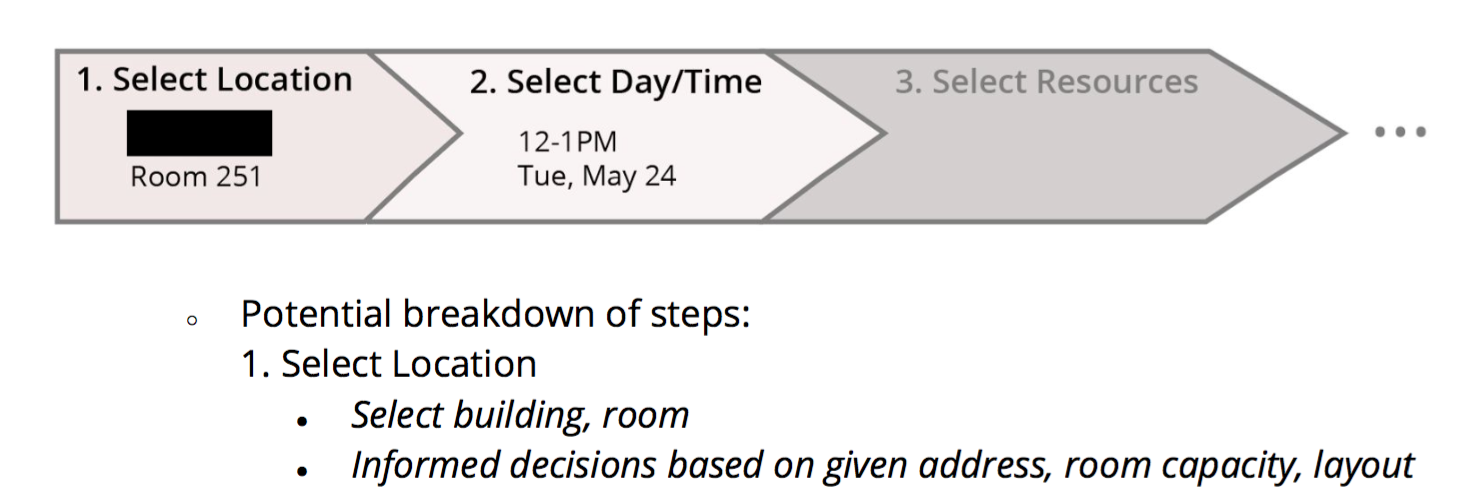 1. Select Location
2. Select Day/Time
3. Select Resources
Room 251
12-1PM
Tue, May 24
...
◦ Potential breakdown of steps:
1. Select Location
• Select building, room
• Informed decisions based on given address, room capacity, layout